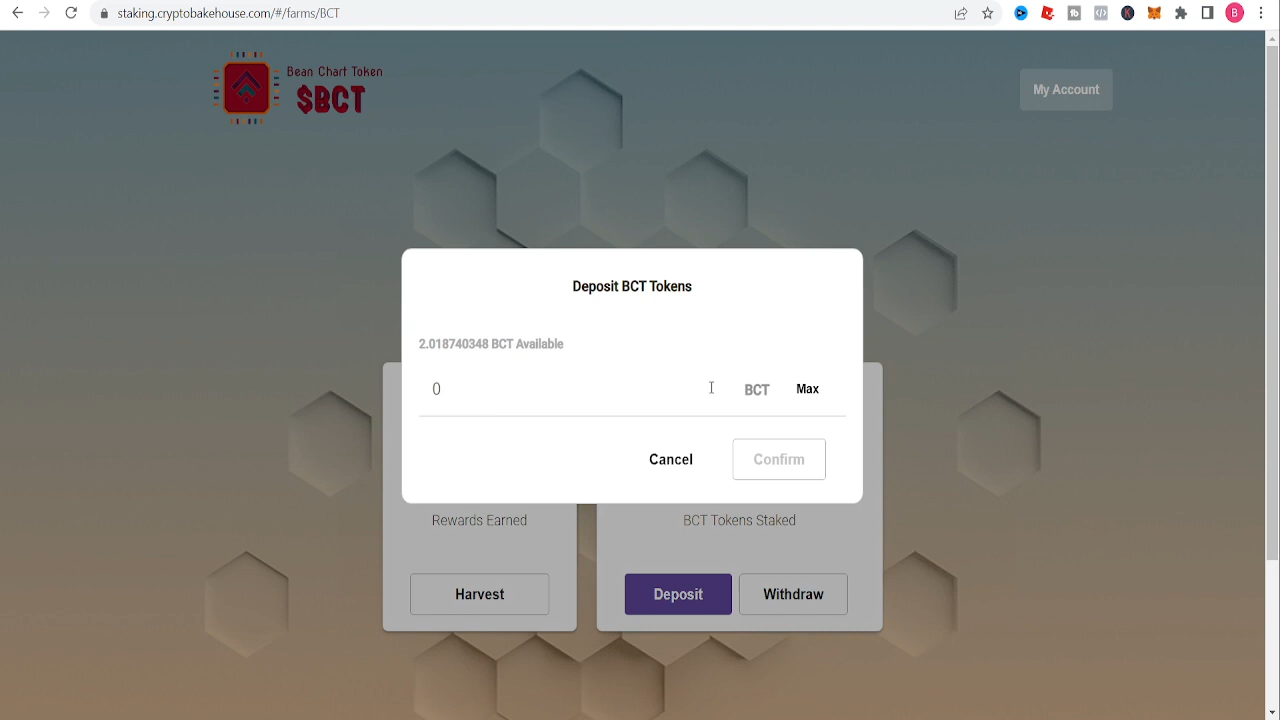 staking.cryptobakehouse.com/#/farms/BCT
B
Bean Chart Token
$BCT
My Account
Deposit BCT Tokens
2.018740348 BCT Available
0
BCT
Max
Cancel
Confirm
Rewards Earned
BCT Tokens Staked
Harvest
Deposit
Withdraw